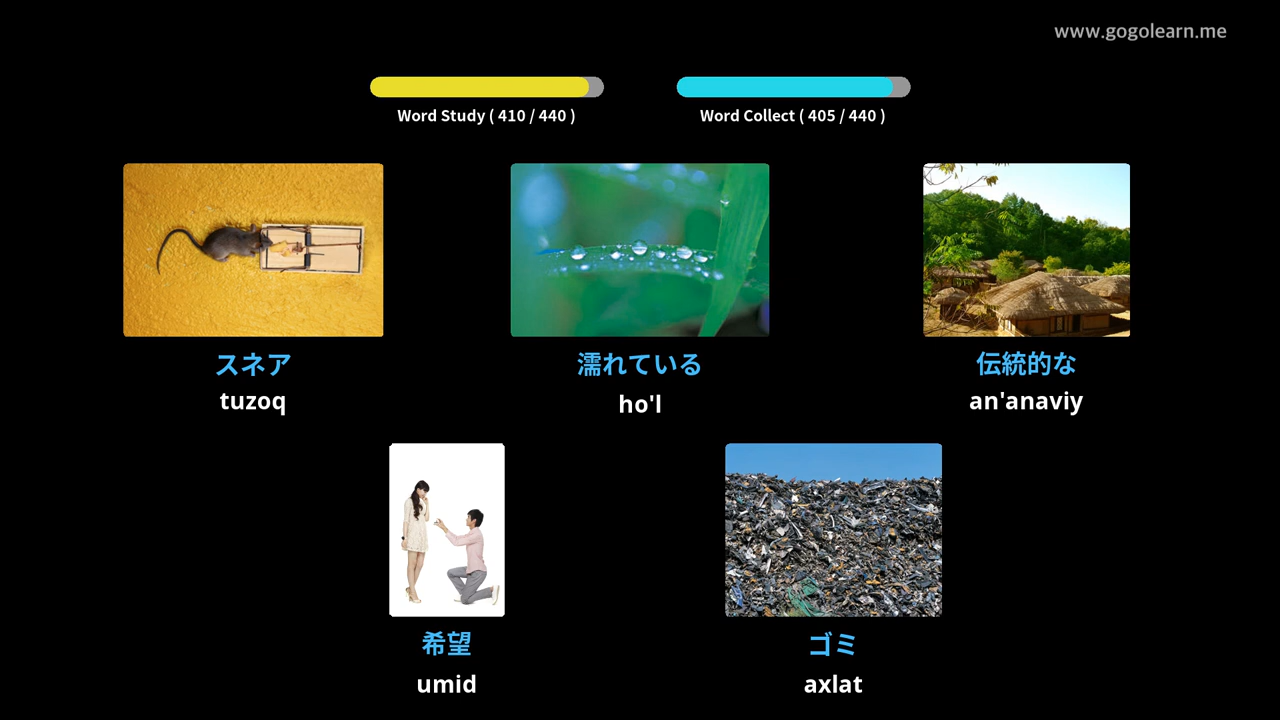 www.gogolearn.me
Word Study ( 410 / 440 )
Word Collect ( 405 / 440 )
スネア
tuzoq
濡れている
ho'l
伝統的な
an'anaviy
希望
umid
ゴミ
axlat